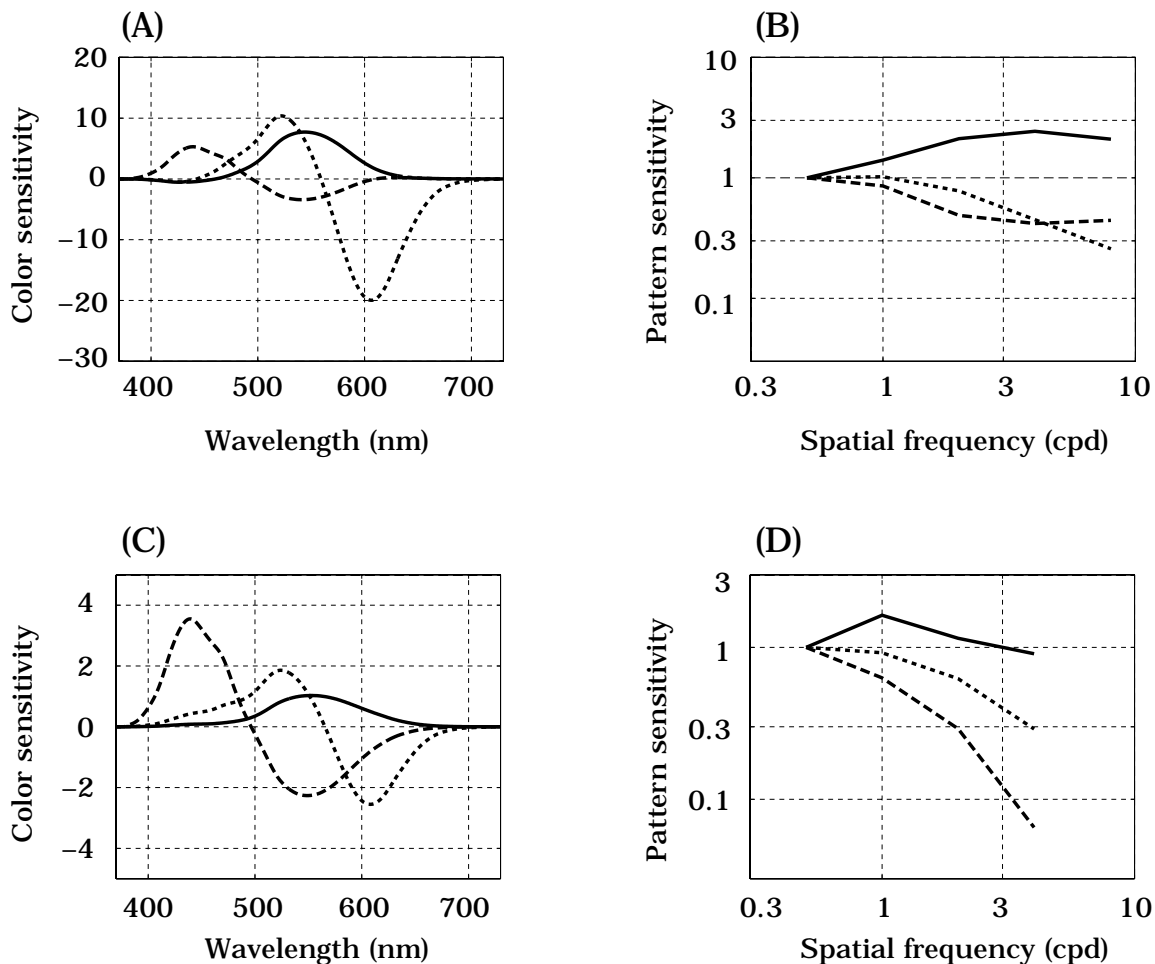 (A)
Color sensitivity
20
10
0
−10
−20
−30
400 500 600 700
Wavelength (nm)
(B)
Pattern sensitivity
10
3
1
0.3
0.1
0.3 1 3 10
Spatial frequency (cpd)
(C)
Color sensitivity
4
2
0
−2
−4
400 500 600 700
Wavelength (nm)
(D)
Pattern sensitivity
3
1
0.3
0.1
0.3 1 3 10
Spatial frequency (cpd)